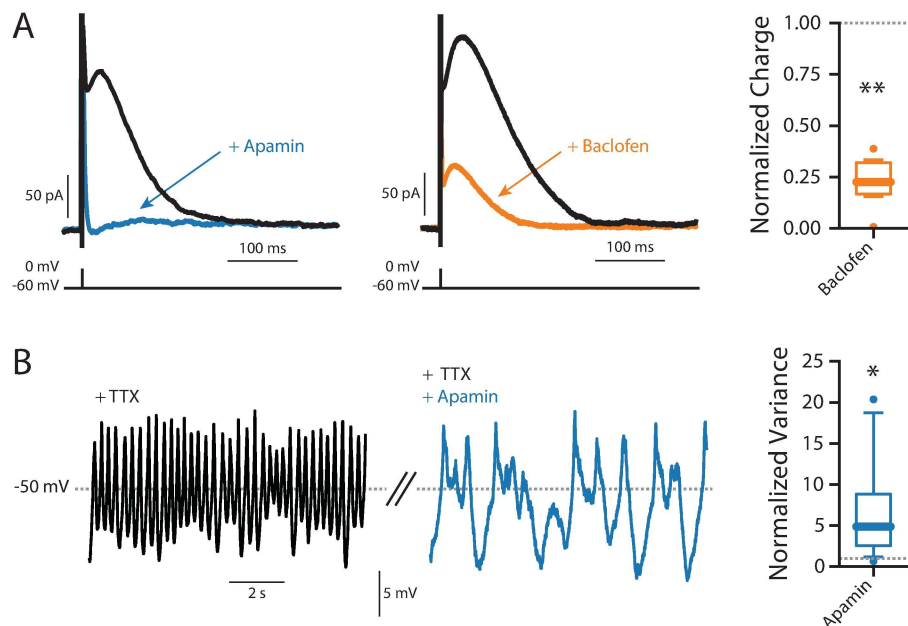 A
+ Apamin
50 pA
100 ms
0 mV
-60 mV
+ Baclofen
50 pA
100 ms
0 mV
-60 mV
Normalized Charge
1.00
0.75
0.50
0.25
0.00
**
Baclofen
B
+ TTX
-50 mV
2 s
5 mV
+ TTX
+ Apamin
Normalized Variance
25
20
15
10
5
0
*
Apamin